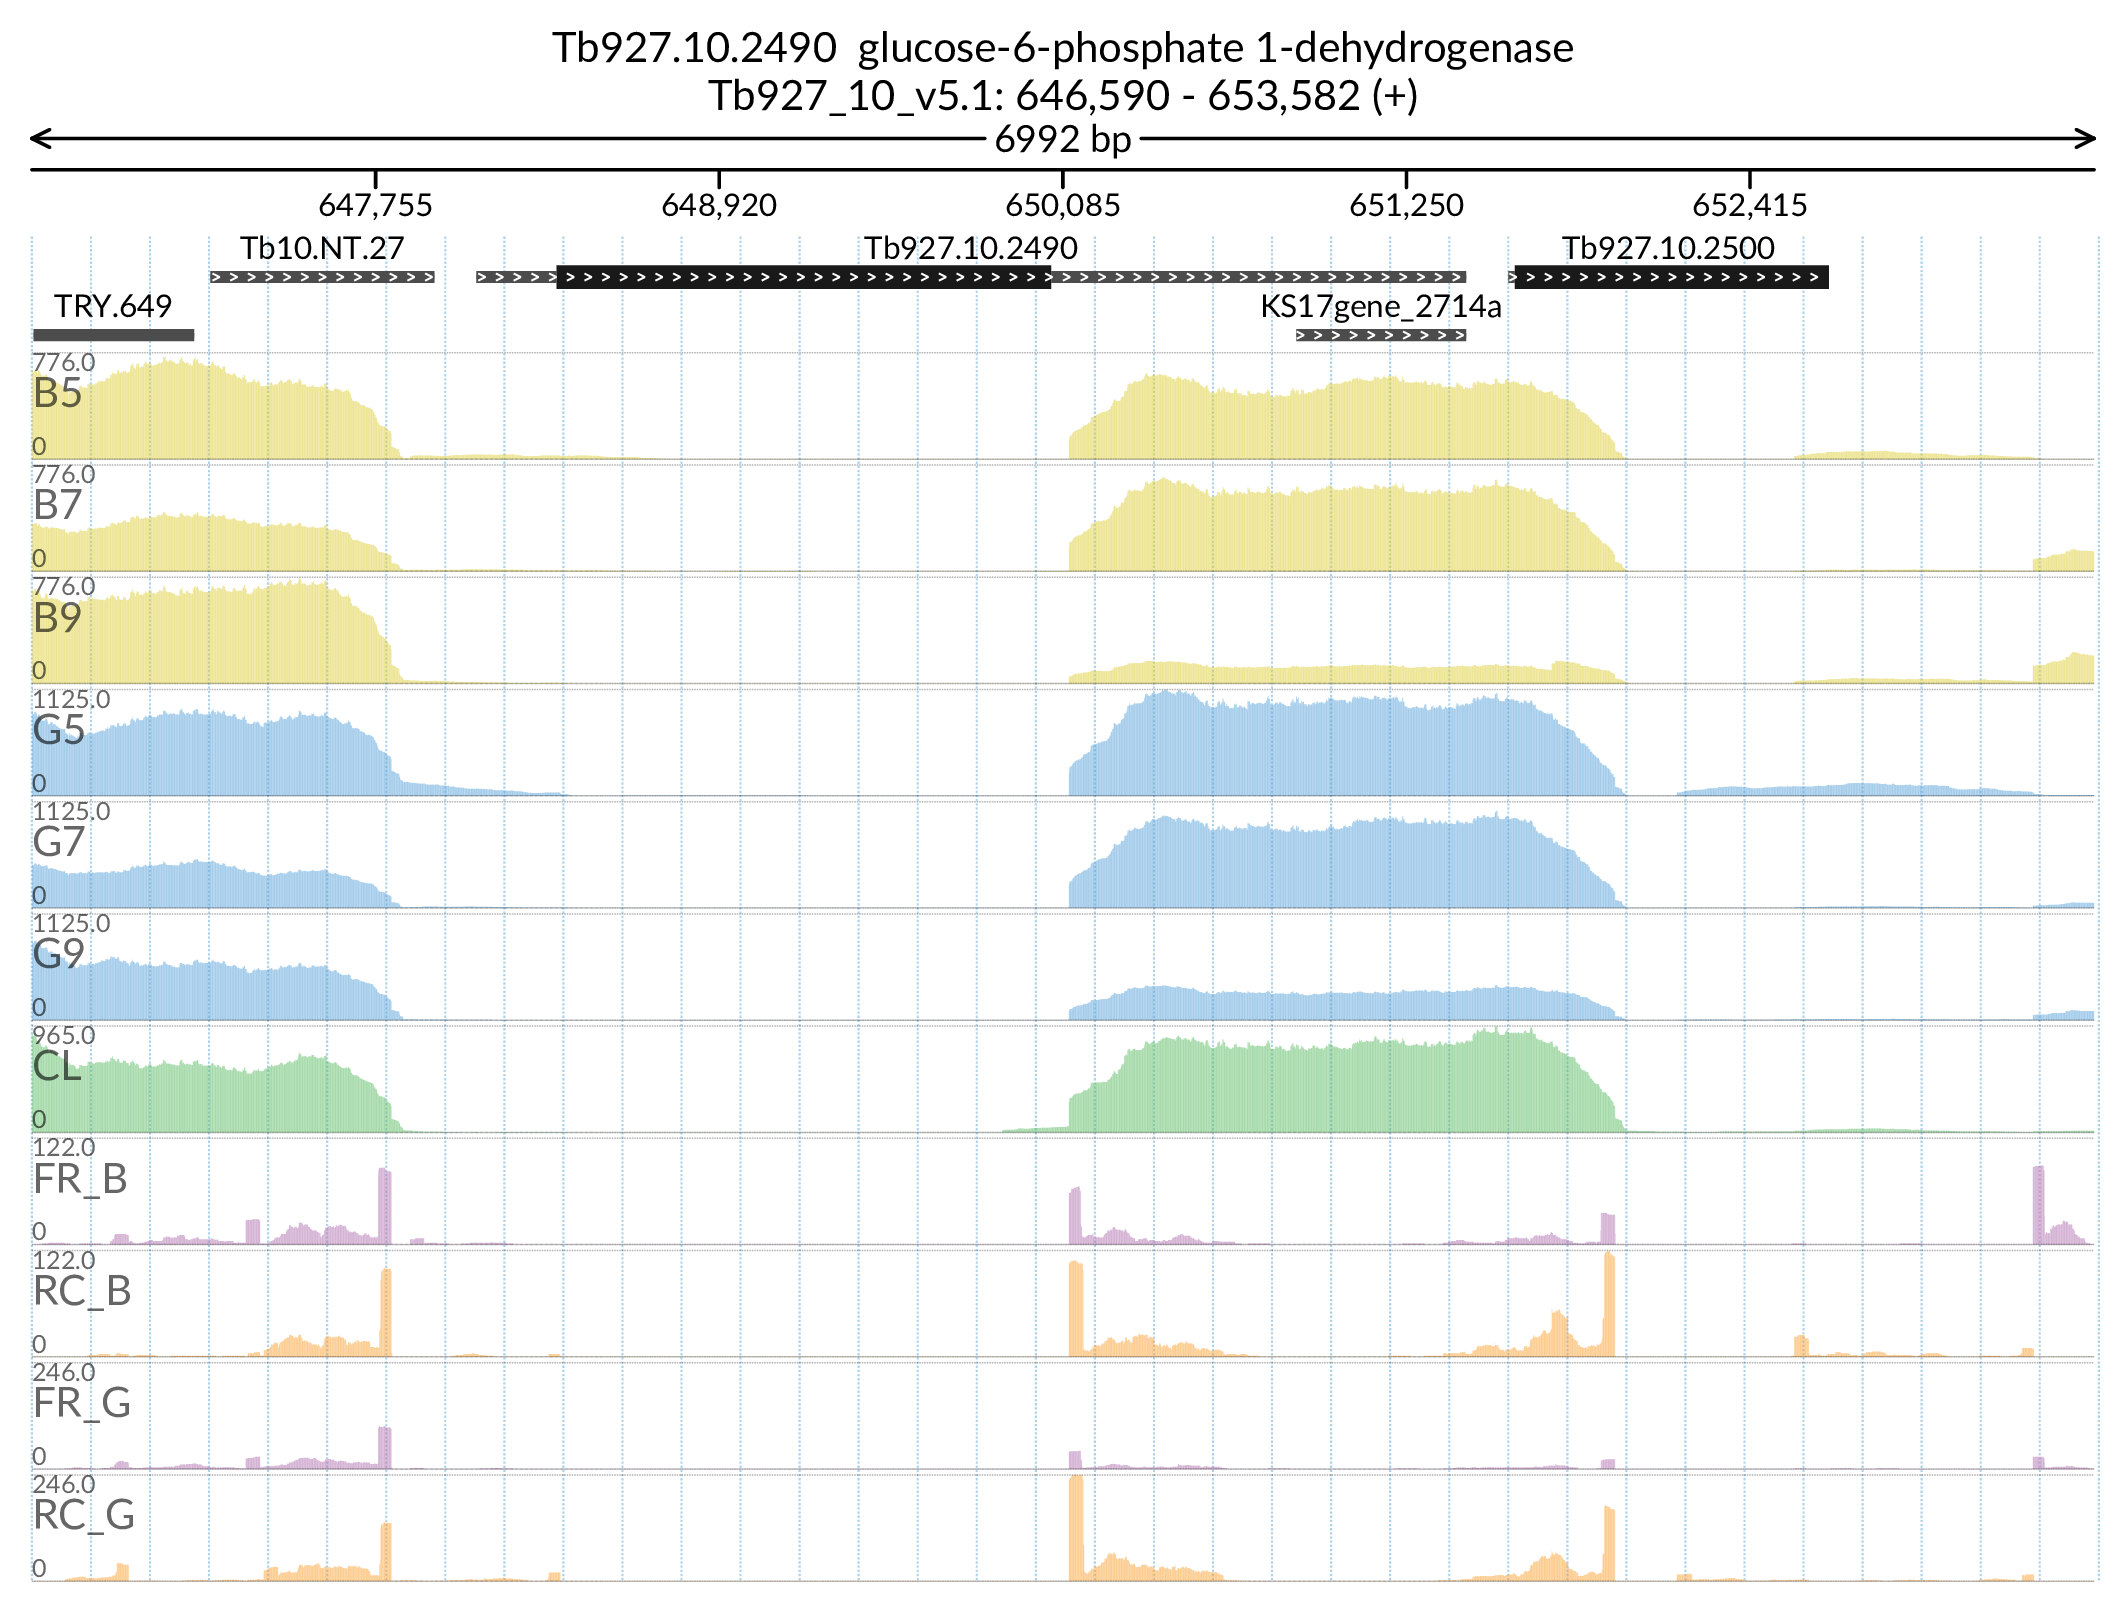 Tb927.10.2490  glucose-6-phosphate 1-dehydrogenase
Tb927_10_v5.1: 646,590 - 653,582 (+)
6992 bp
647,755 648,920 650,085 651,250 652,415
Tb10.NT.27 Tb927.10.2490 Tb927.10.2500
TRY.649 KS17gene_2714a
776.0
B5
0
776.0
B7
0
776.0
B9
0
1125.0
G5
0
1125.0
G7
0
1125.0
G9
0
965.0
CL
0
122.0
FR_B
0
122.0
RC_B
0
246.0
FR_G
0
246.0
RC_G
0